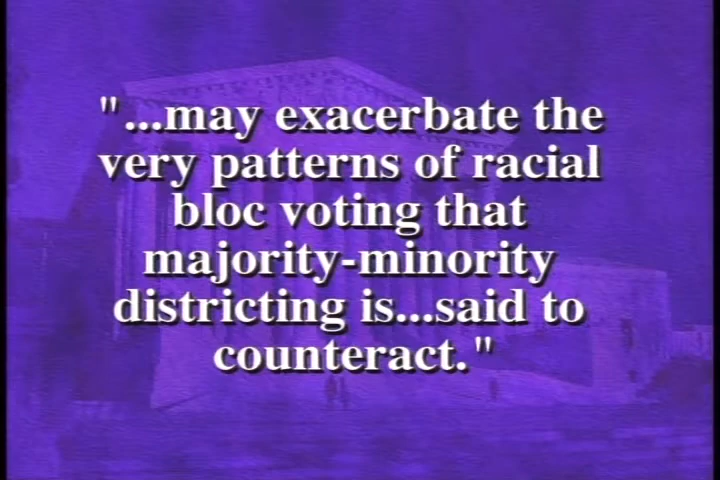 "...may exacerbate the
very patterns of racial
bloc voting that
majority-minority
districting is...said to
counteract."